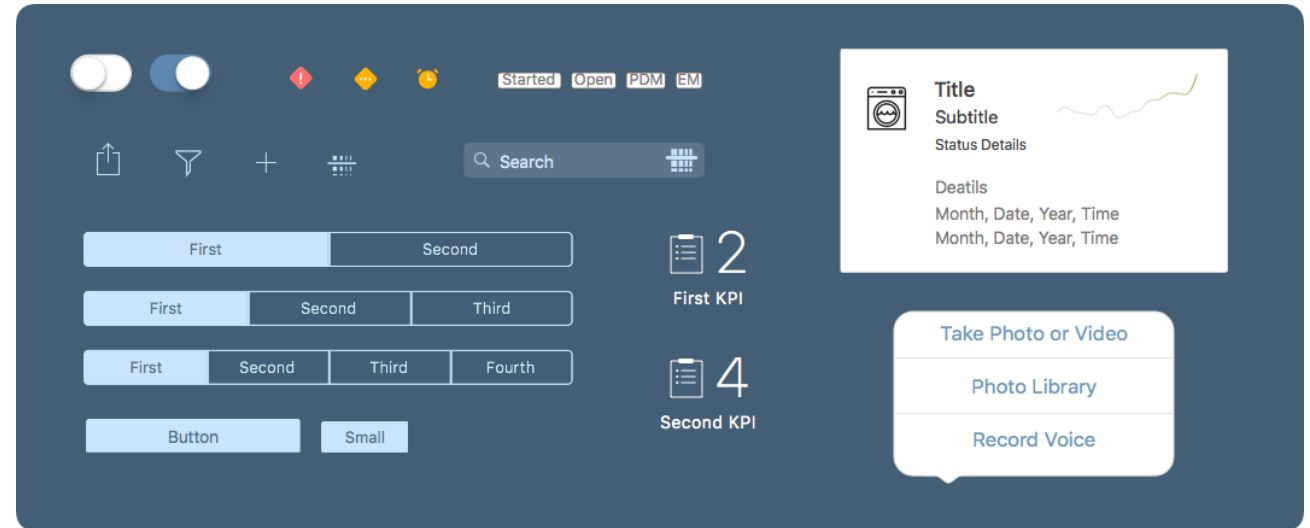 Started Open PDM EM
Search
First Second
First Second Third
First Second Third Fourth
Button Small
2
First KPI
4
Second KPI
Title
Subtitle
Status Details
Deatils
Month, Date, Year, Time
Month, Date, Year, Time
Take Photo or Video
Photo Library
Record Voice